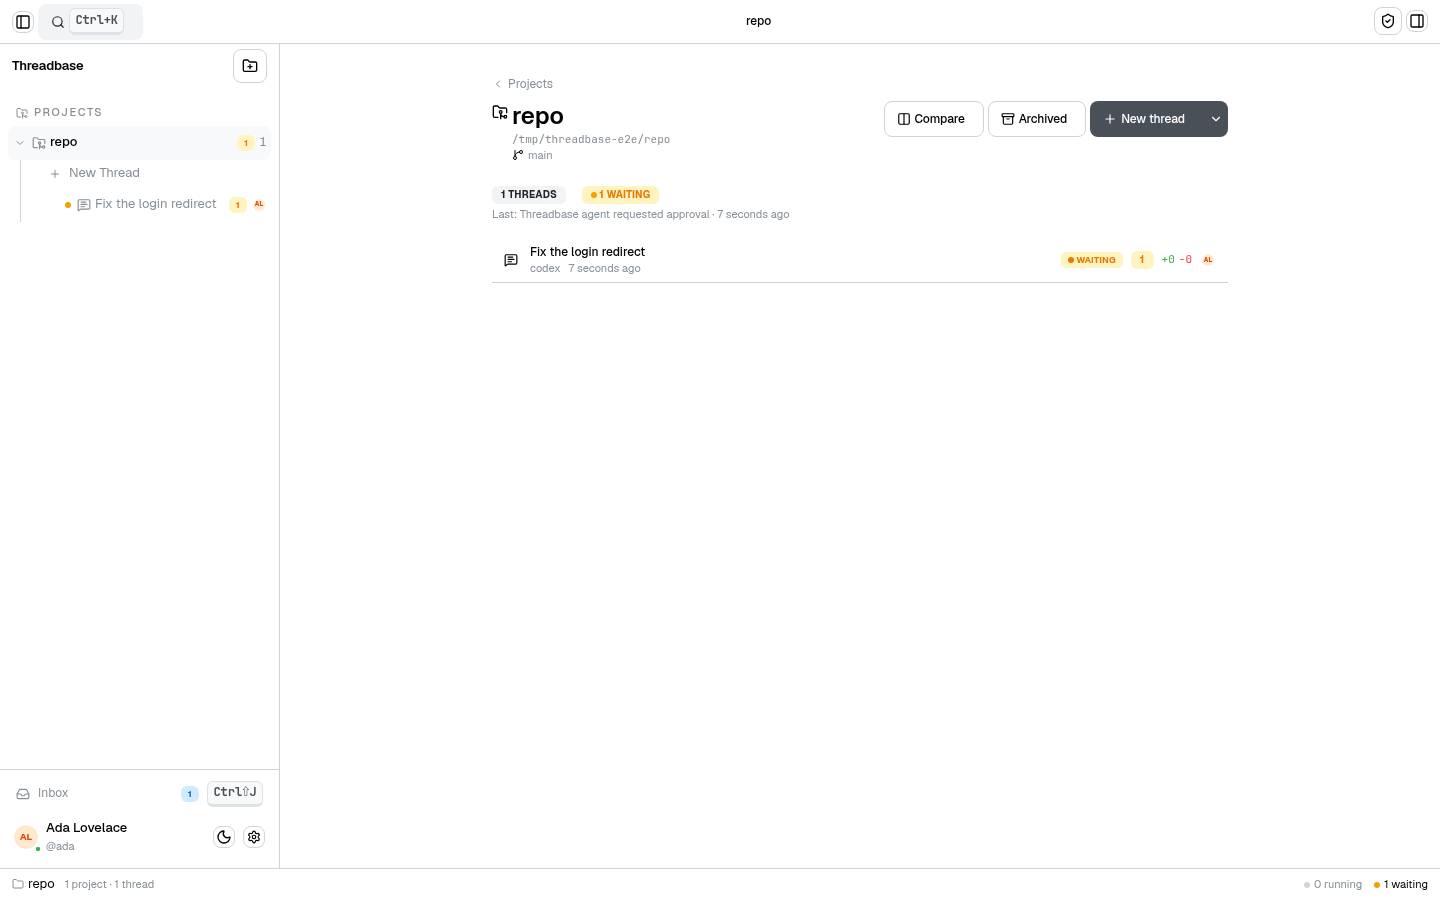 Ctrl+K
repo
Threadbase
PROJECTS
repo 1 1
New Thread
Fix the login redirect 1 AL
Projects
repo
/tmp/threadbase-e2e/repo
main
Compare
Archived
New thread
1 THREADS
1 WAITING
Last: Threadbase agent requested approval · 7 seconds ago
Fix the login redirect
codex 7 seconds ago
WAITING 1 +0 -0 AL
Inbox 1 Ctrl⇧J
AL
Ada Lovelace
@ada
repo 1 project · 1 thread
0 running 1 waiting